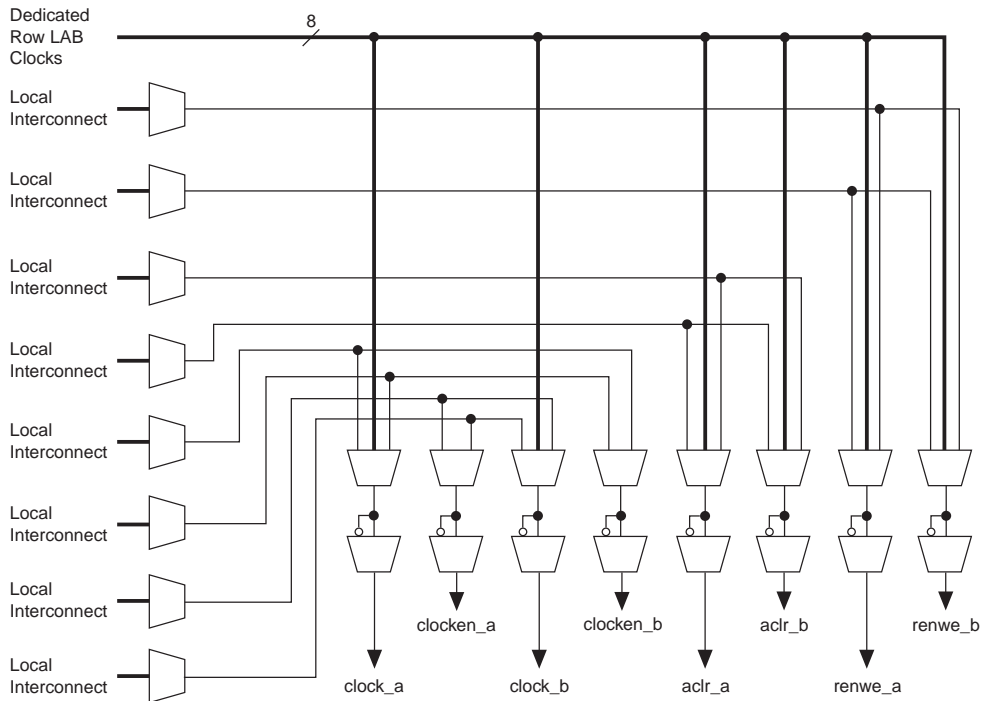 Dedicated
Row LAB
Clocks
8
Local
Interconnect
Local
Interconnect
Local
Interconnect
Local
Interconnect
Local
Interconnect
Local
Interconnect
Local
Interconnect
Local
Interconnect
clocken_a
clocken_b
aclr_b
renwe_b
clock_a
clock_b
aclr_a
renwe_a